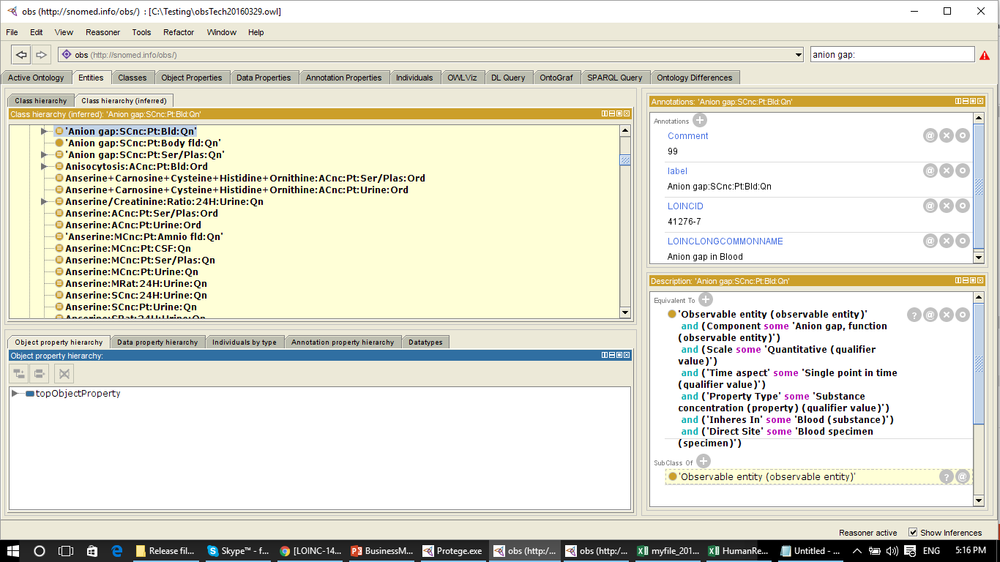 obs (http://snomed.info/obs/)  : [C:\Testing\obsTech20160329.owl]
File Edit View Reasoner Tools Refactor Window Help
obs (http://snomed.info/obs/)
anion gap:
Active Ontology Entities Classes Object Properties Data Properties Annotation Properties Individuals OWLViz DL Query OntoGraf SPARQL Query Ontology Differences
Class hierarchy Class hierarchy (inferred)
Class hierarchy (inferred): 'Anion gap:SCnc:Pt:Bld:Qn'
'Anion gap:SCnc:Pt:Bld:Qn'
'Anion gap:SCnc:Pt:Body fld:Qn'
'Anion gap:SCnc:Pt:Ser/Plas:Qn'
Anisocytosis:ACnc:Pt:Bld:Ord
Anserine+Carnosine+Cysteine+Histidine+Ornithine:ACnc:Pt:Ser/Plas:Ord
Anserine+Carnosine+Cysteine+Histidine+Ornithine:ACnc:Pt:Urine:Ord
Anserine/Creatinine:Ratio:24H:Urine:Qn
Anserine:ACnc:Pt:Ser/Plas:Ord
Anserine:ACnc:Pt:Urine:Ord
'Anserine:MCnc:Pt:Amnio fld:Qn'
Anserine:MCnc:Pt:CSF:Qn
Anserine:MCnc:Pt:Ser/Plas:Qn
Anserine:MCnc:Pt:Urine:Qn
Anserine:MRat:24H:Urine:Qn
Anserine:SCnc:24H:Urine:Qn
Anserine:SCnc:Pt:Urine:Qn
Anserine:SRat:24H:Urine:Qn
Object property hierarchy Data property hierarchy Individuals by type Annotation property hierarchy Datatypes
Object property hierarchy:
topObjectProperty
Annotations: 'Anion gap:SCnc:Pt:Bld:Qn'
Annotations
Comment
99
label
Anion gap:SCnc:Pt:Bld:Qn
LOINCID
41276-7
LOINCLONGCOMMONNAME
Anion gap in Blood
Description: 'Anion gap:SCnc:Pt:Bld:Qn'
Equivalent To
'Observable entity (observable entity)'
and (Component some 'Anion gap, function
(observable entity)')
and (Scale some 'Quantitative (qualifier
value)')
and ('Time aspect' some 'Single point in time
(qualifier value)')
and ('Property Type' some 'Substance
concentration (property) (qualifier value)')
and ('Inheres In' some 'Blood (substance)')
and ('Direct Site' some 'Blood specimen
(specimen)')
SubClass Of
'Observable entity (observable entity)'
Reasoner active Show Inferences
Release fil... Skype™ - f... [LOINC-14... BusinessM... Protege.exe obs (http:/... obs (http:/... myfile_201... HumanRe... Untitled - ... ENG 5:16 PM